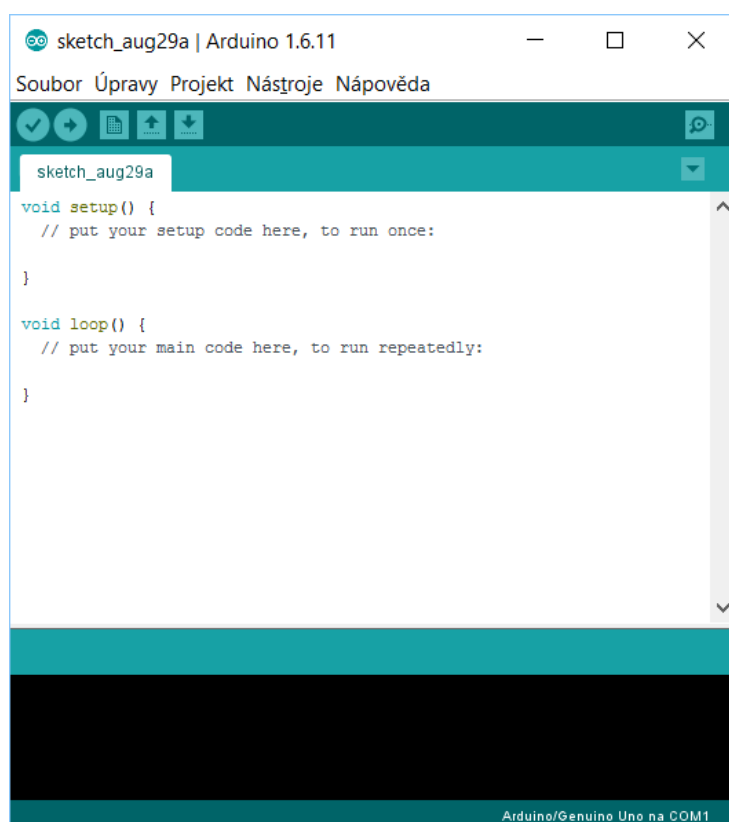 sketch_aug29a | Arduino 1.6.11
Soubor Úpravy Projekt Nástroje Nápověda
sketch_aug29a
void setup() {
  // put your setup code here, to run once:
}
void loop() {
  // put your main code here, to run repeatedly:
}
Arduino/Genuino Uno na COM1